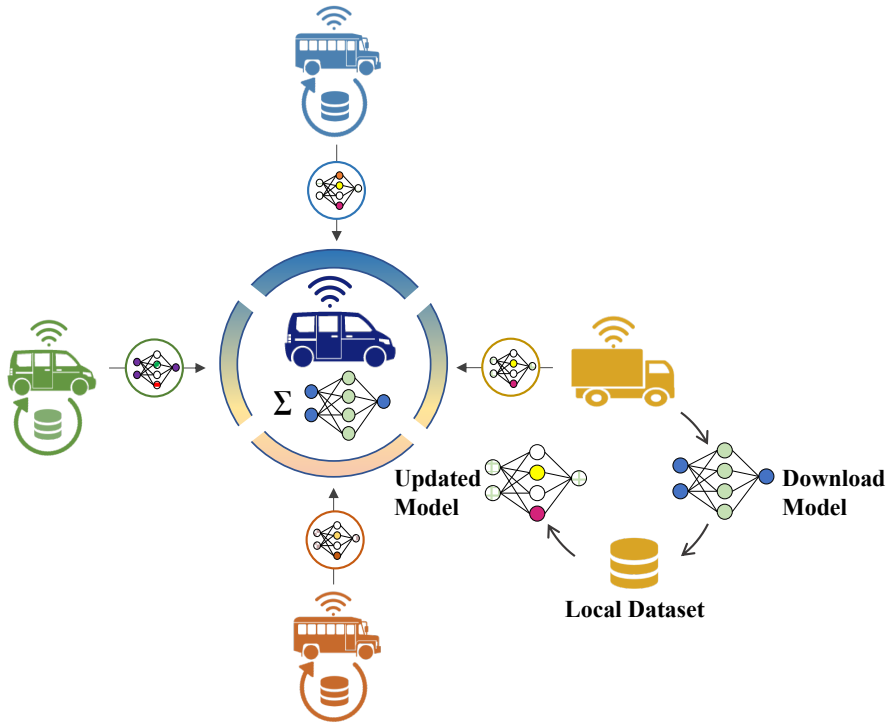 Σ
Updated
Model
Download
Model
Local Dataset